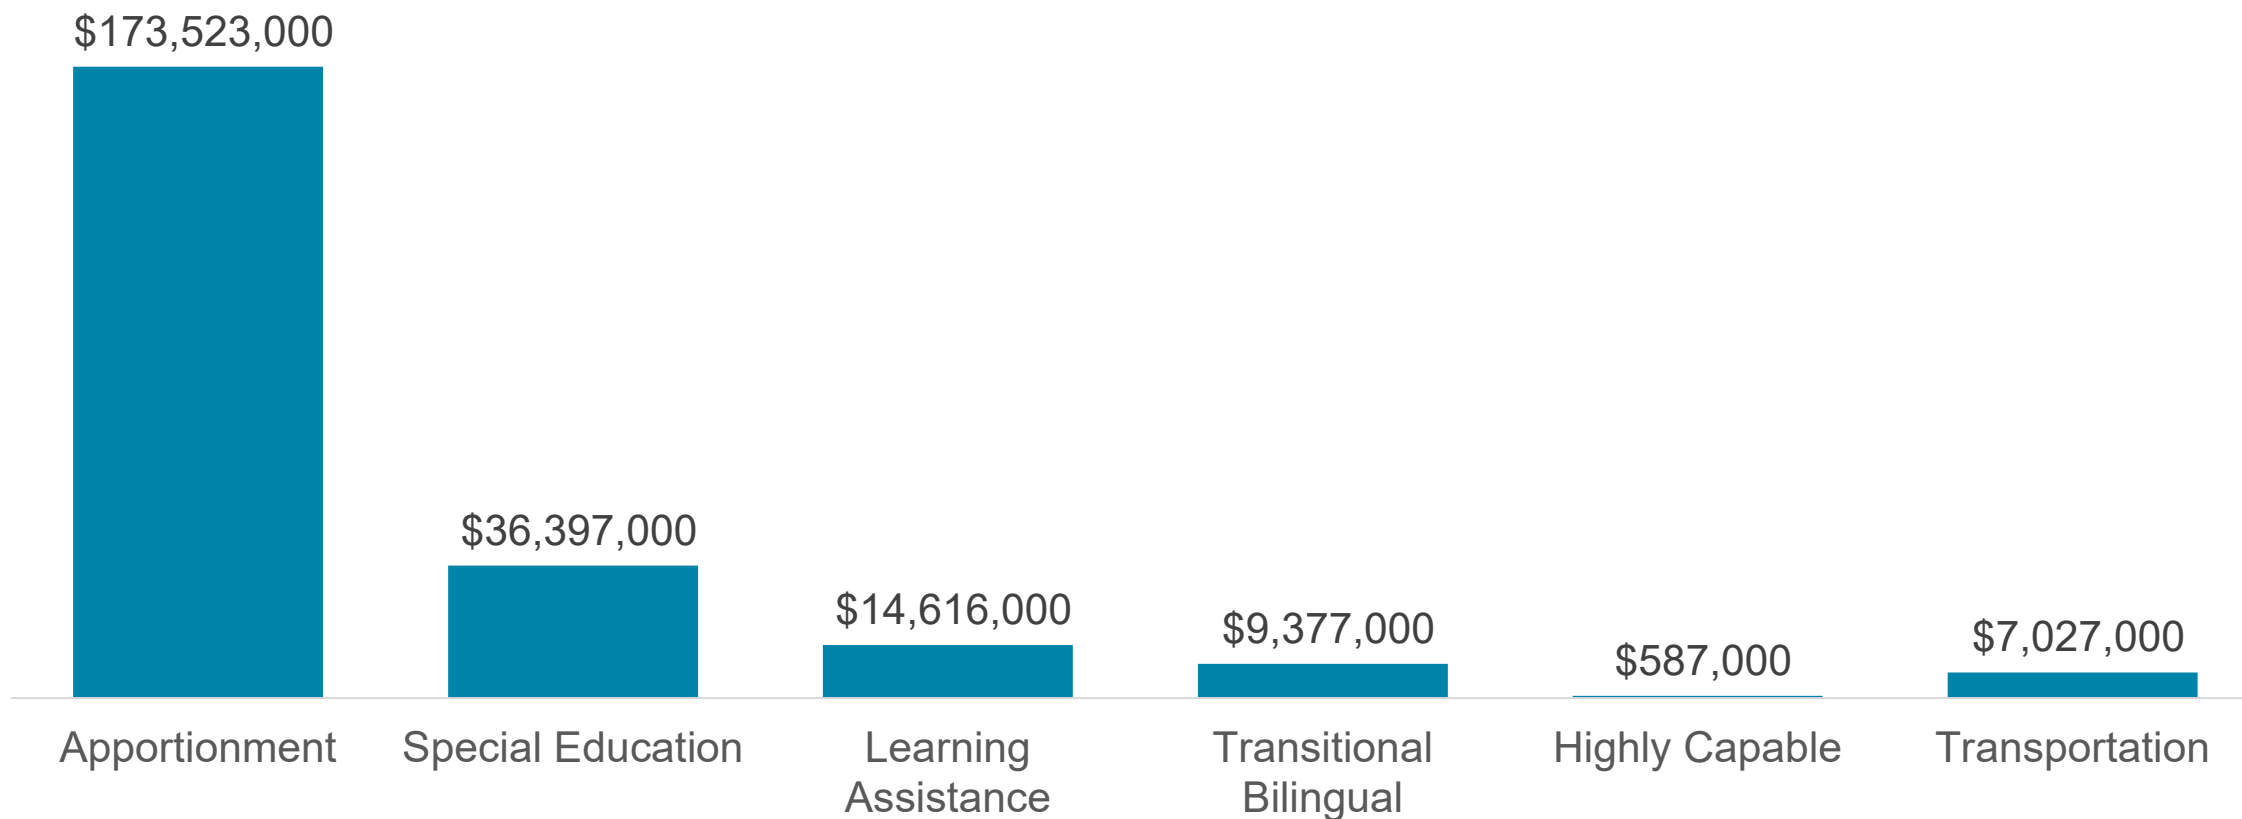 $173,523,000
$36,397,000
$14,616,000
$9,377,000
$587,000
$7,027,000
Apportionment
Special Education
Learning
Assistance
Transitional
Bilingual
Highly Capable
Transportation